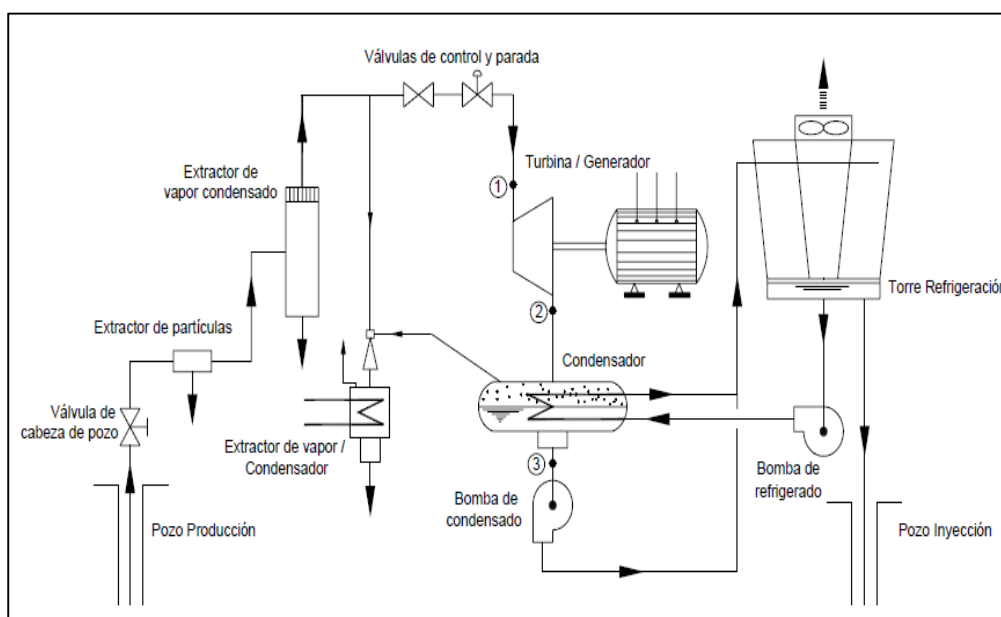 Válvulas de control y parada
Extractor de
vapor condensado
Turbina / Generador
1
Torre Refrigeración
Extractor de partículas
2
Condensador
Válvula de
cabeza de pozo
Extractor de vapor /
Condensador
3
Bomba de
condensado
Bomba de
refrigerado
Pozo Producción
Pozo Inyección